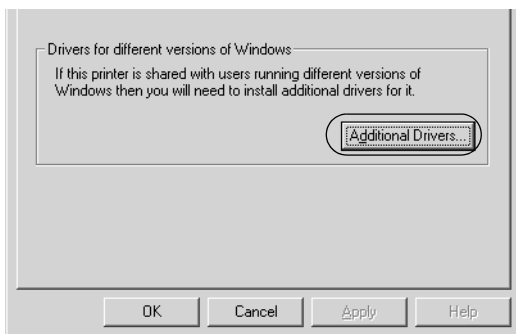 Drivers for different versions of Windows
If this printer is shared with users running different versions of
Windows then you will need to install additional drivers for it.
Additional Drivers...
OK Cancel Apply Help